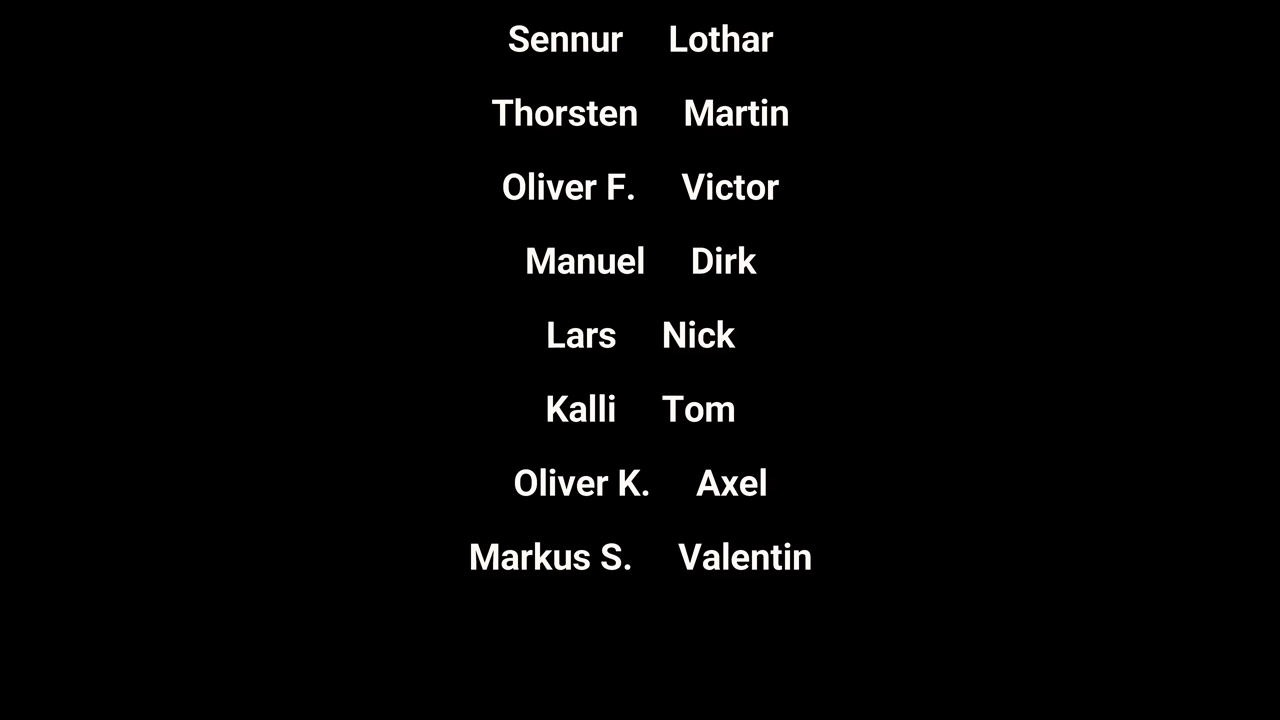 Sennur Lothar
Thorsten Martin
Oliver F. Victor
Manuel Dirk
Lars Nick
Kalli Tom
Oliver K. Axel
Markus S. Valentin